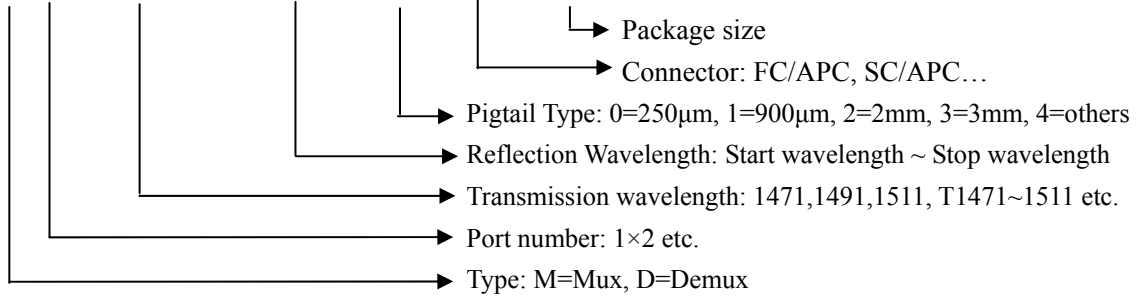 Package size
Connector: FC/APC, SC/APC…
Pigtail Type: 0=250μm, 1=900μm, 2=2mm, 3=3mm, 4=others
Reflection Wavelength: Start wavelength ~ Stop wavelength
Transmission wavelength: 1471,1491,1511, T1471~1511 etc.
Port number: 1×2 etc.
Type: M=Mux, D=Demux